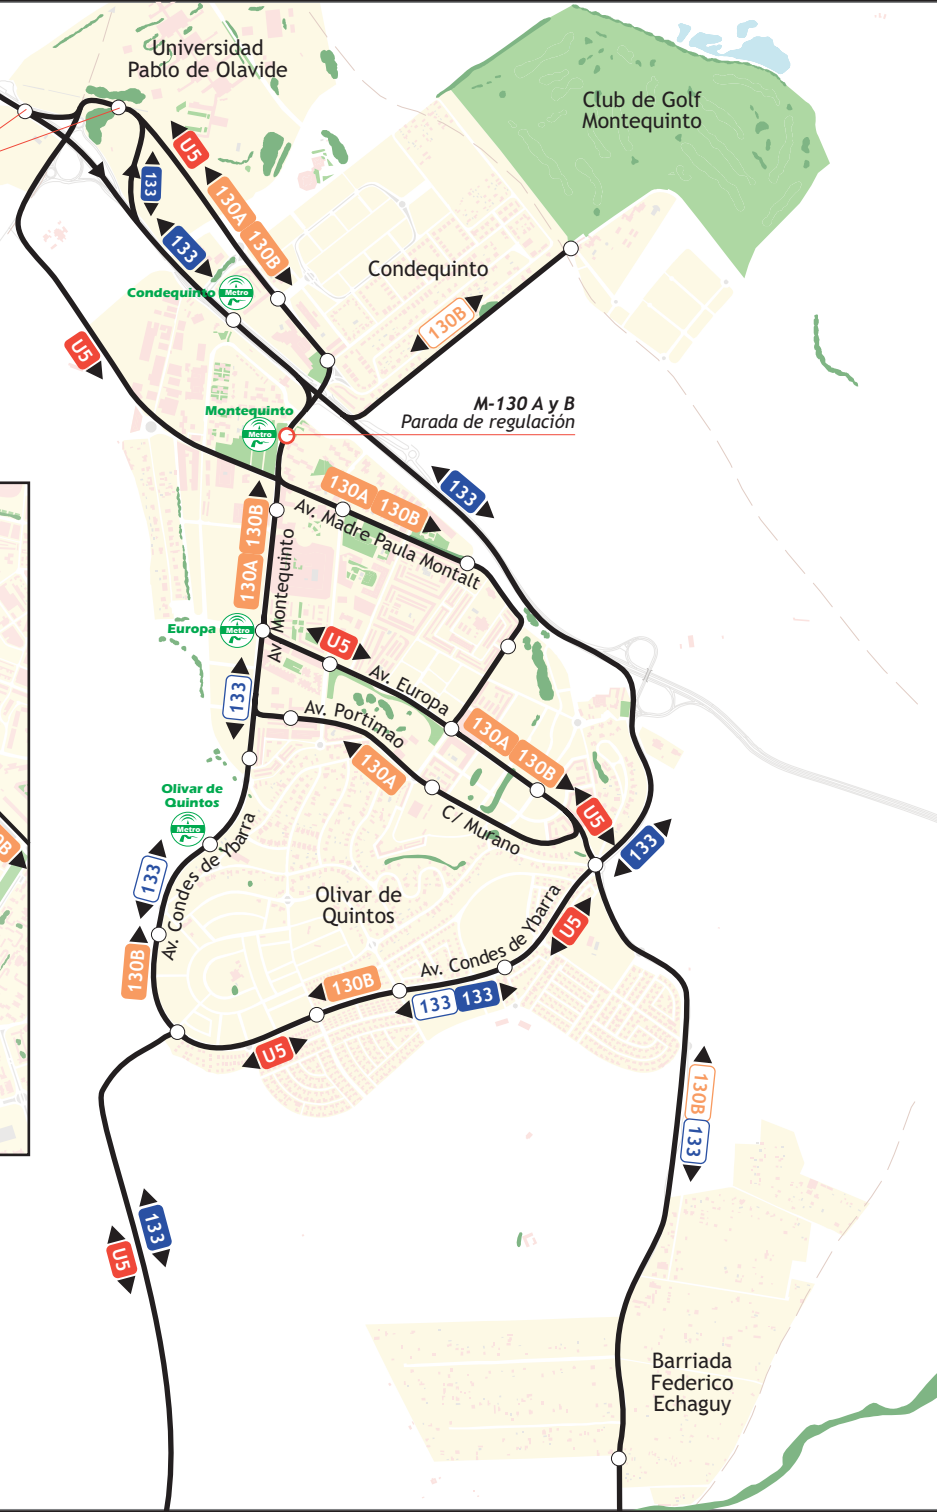 Universidad
Pablo de Olavide
Club de Golf
Montequinto
U5
133
130A 130B
133
Condequinto
Condequinto
Metro
130B
U5
M-130 A y B
Parada de regulación
Montequinto
Metro
133
130A 130B
Av. Madre Paula Montalt
130A 130B
Av. Montequinto
Europa
Metro
U5
Av. Europa
133
Av. Portimao
130A 130B
130A
Olivar de
Quintos
Metro
C/ Murano
U5
133
0B
133
Av. Condes de Ybarra
Olivar de
Quintos
Av. Condes de Ybarra
U5
130B
130B
133 133
U5
130B 133
133
U5
Barriada
Federico
Echaguy